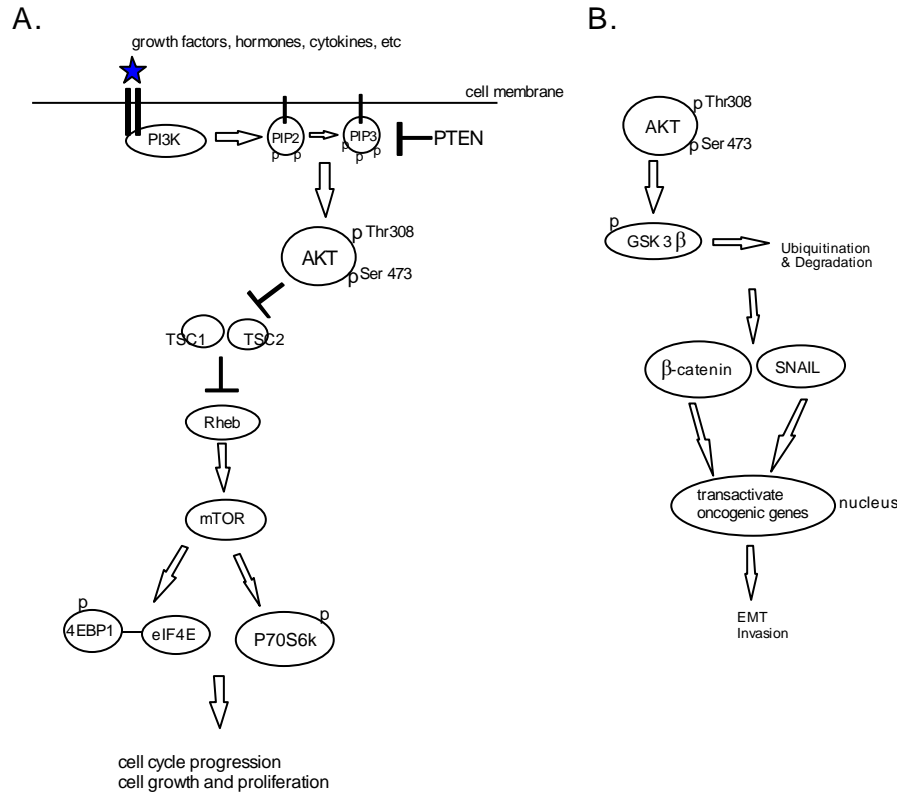 A.
growth factors, hormones, cytokines, etc
cell membrane
PI3K
PIP2
p p
PIP3
p p p
PTEN
AKT
p Thr308
p Ser 473
TSC1
TSC2
Rheb
mTOR
p
4EBP1
eIF4E
p
P70S6k
cell cycle progression
cell growth and proliferation
B.
AKT
p Thr308
p Ser 473
p
GSK 3 β
Ubiquitination
& Degradation
β-catenin
SNAIL
transactivate
oncogenic genes
nucleus
EMT
Invasion